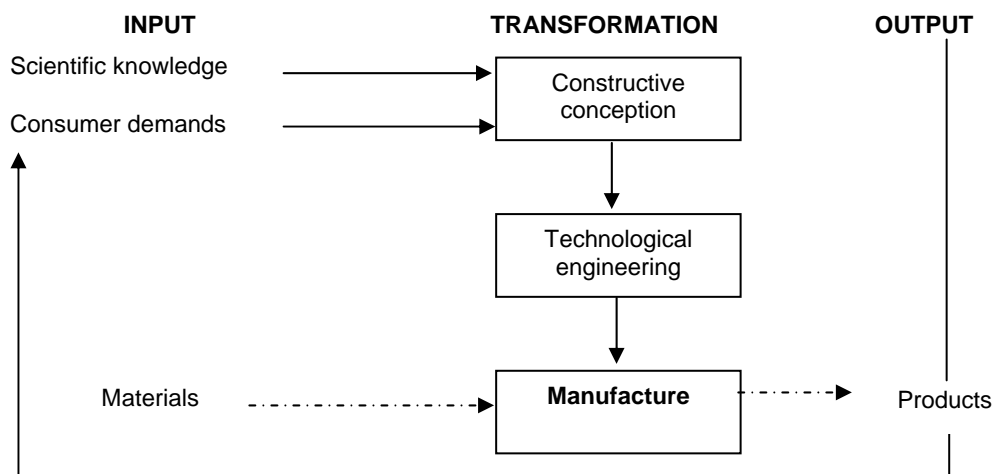 INPUT
TRANSFORMATION
OUTPUT
Scientific knowledge
Consumer demands
Constructive
conception
Technological
engineering
Materials
Manufacture
Products